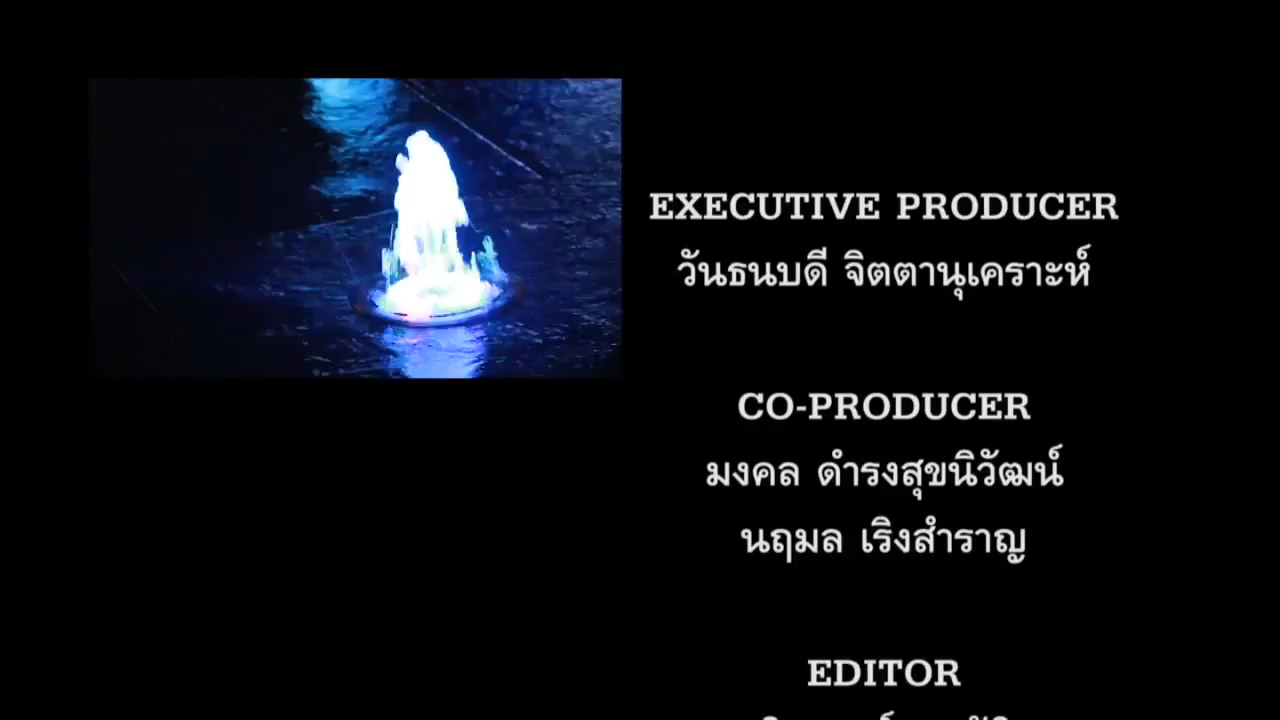 EXECUTIVE PRODUCER
วันธนบดี จิตตานุเคราะห์
CO-PRODUCER
มงคล ดำรงสุขนิวัฒน์
นฤมล เริงสำราญ
EDITOR